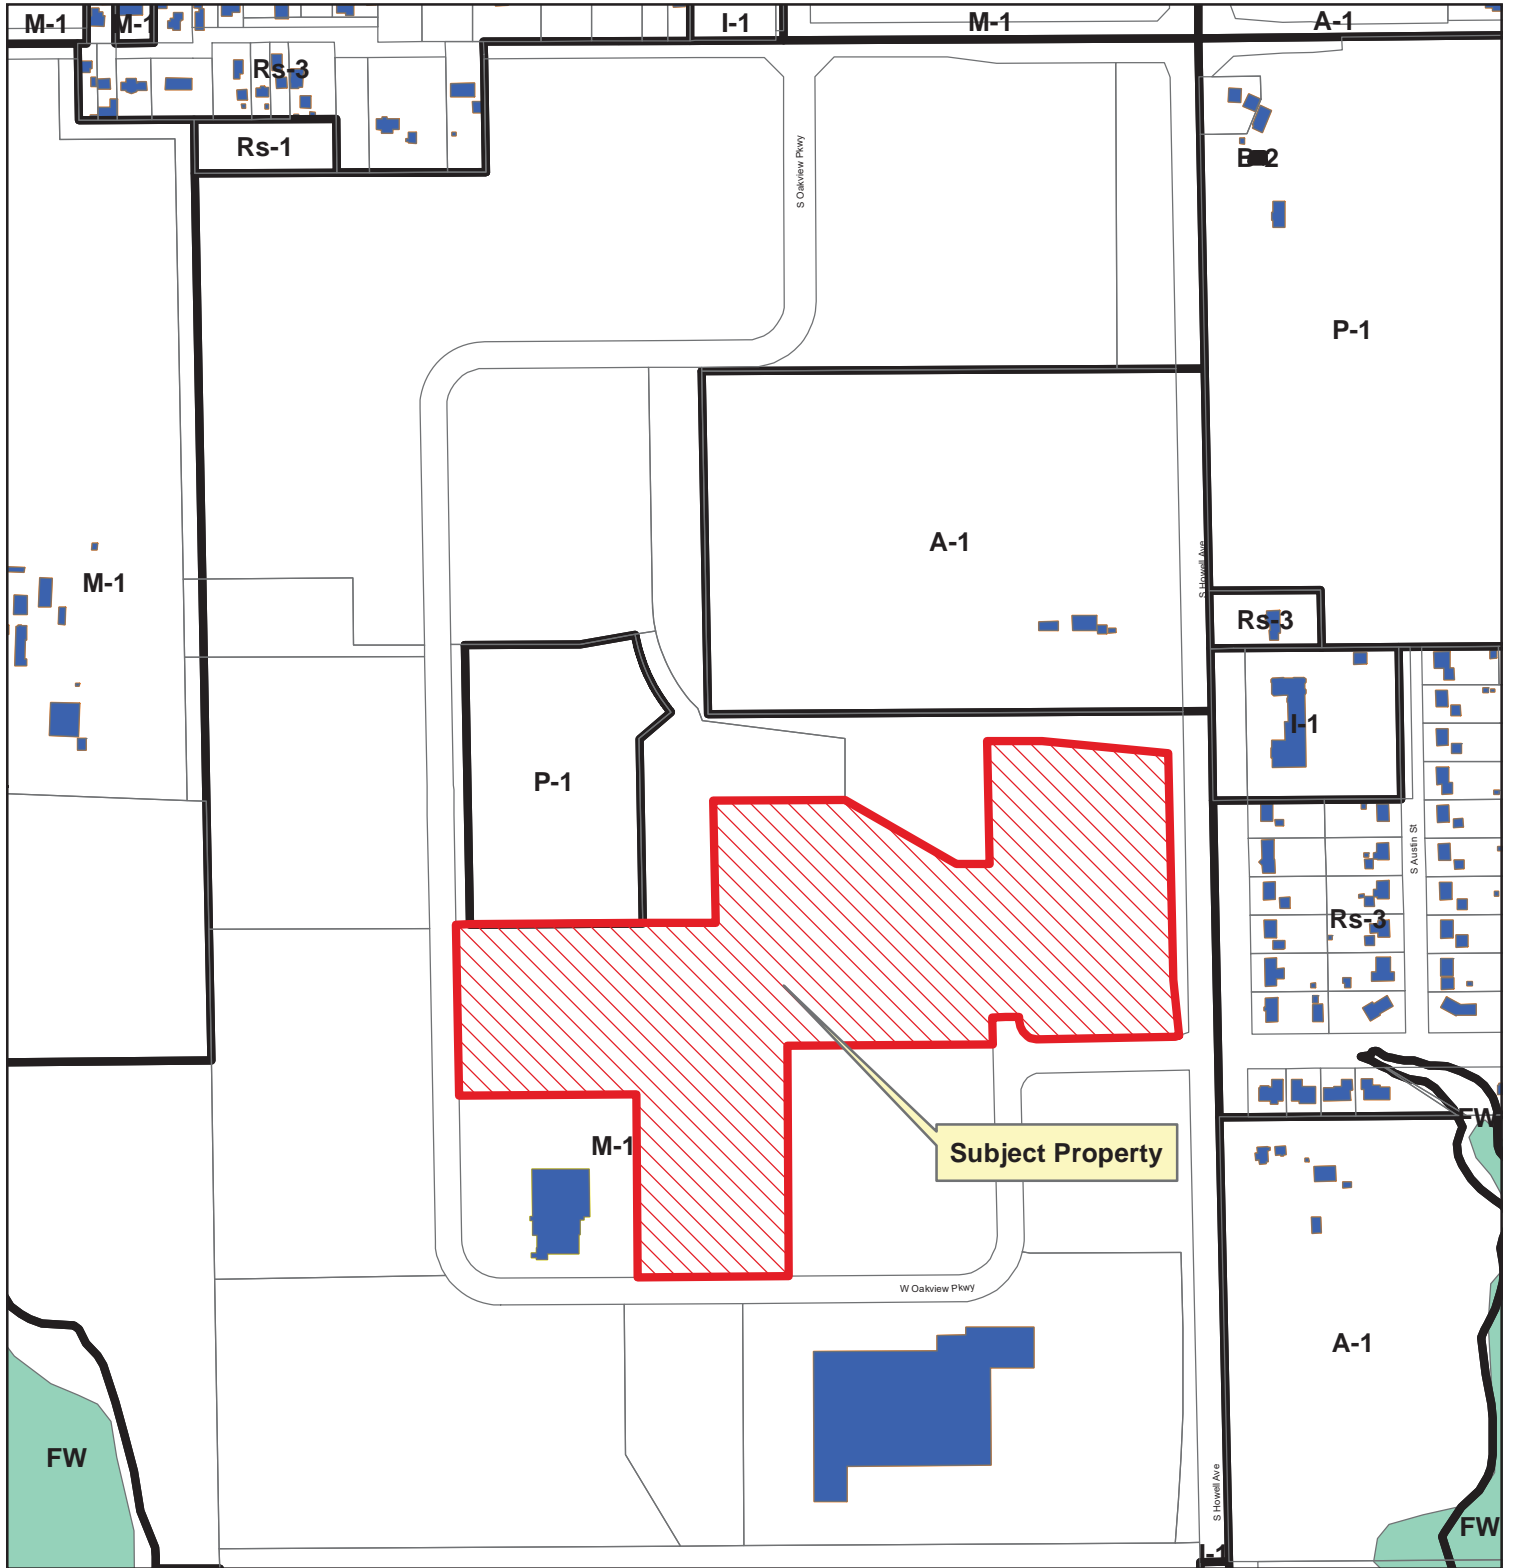 M-1
M-1
I-1
M-1
A-1
Rs-3
Rs-1
S Oakview Pkwy
B-2
P-1
A-1
S Howell Ave
M-1
Rs-3
I-1
P-1
S Austin St
Rs-3
FW
M-1
Subject Property
W Oakview Pkwy
A-1
FW
S Howell Ave
FW
I-1